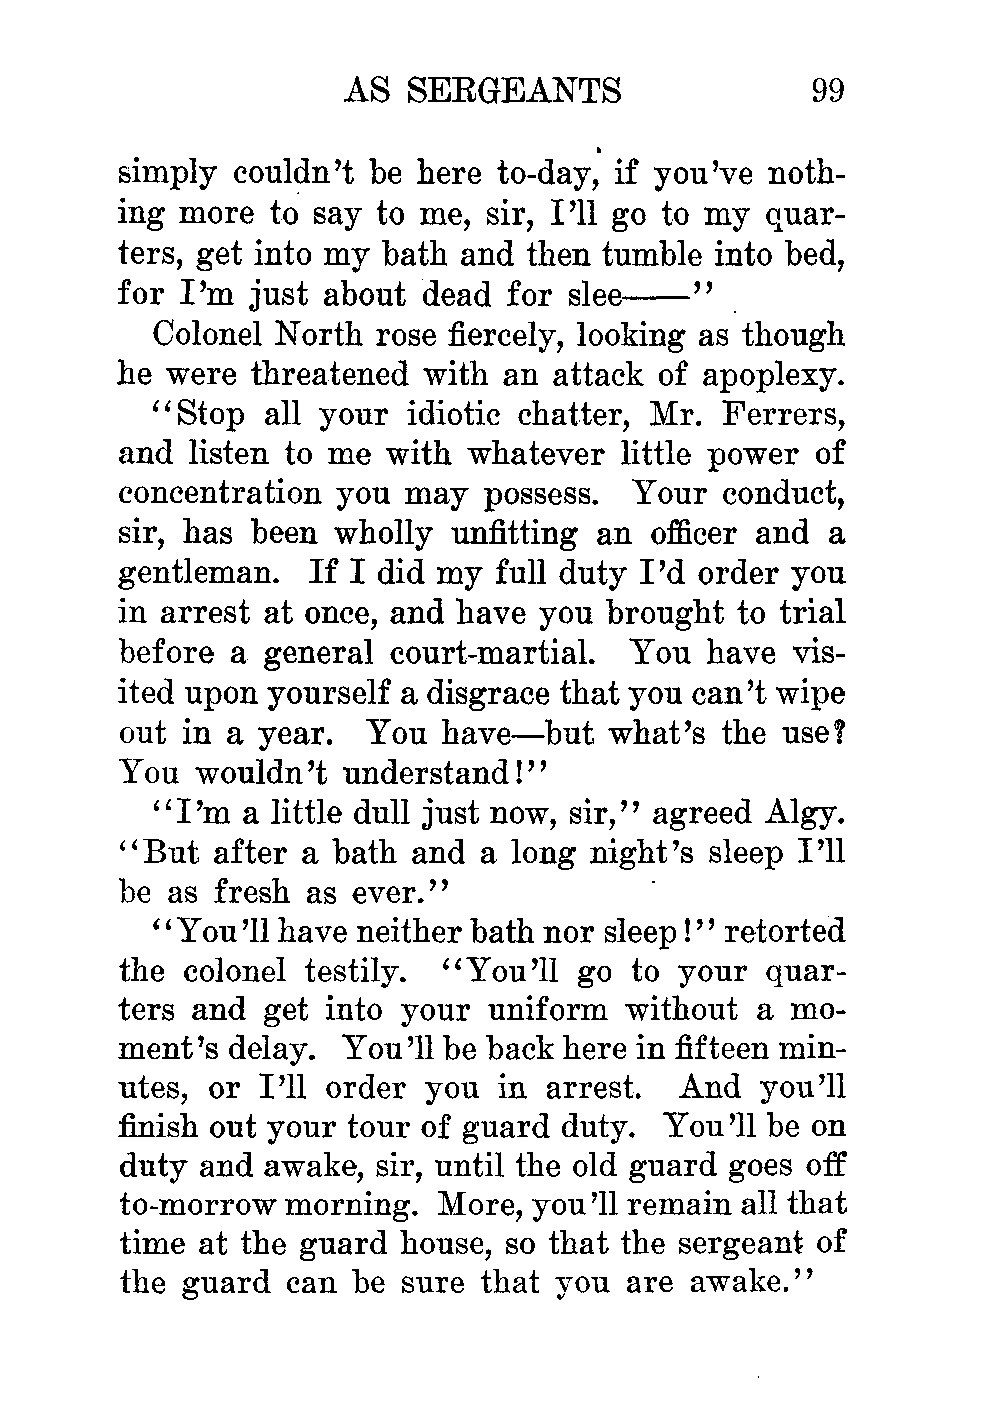 AS SERGEANTS 99
simply couldn't be here to-day, if you've noth-
ing more to say to me, sir, I'll go to my quar-
ters, get into my bath and then tumble into bed,
for I'm just about dead for slee——"
Colonel North rose fiercely, looking as though
he were threatened with an attack of apoplexy.
"Stop all your idiotic chatter, Mr. Ferrers,
and listen to me with whatever little power of
concentration you may possess. Your conduct,
sir, has been wholly unfitting an officer and a
gentleman. If I did my full duty I'd order you
in arrest at once, and have you brought to trial
before a general court-martial. You have vis-
ited upon yourself a disgrace that you can't wipe
out in a year. You have—but what's the use?
You wouldn't understand!"
"I'm a little dull just now, sir," agreed Algy.
"But after a bath and a long night's sleep I'll
be as fresh as ever."
"You'll have neither bath nor sleep!" retorted
the colonel testily. "You'll go to your quar-
ters and get into your uniform without a mo-
ment's delay. You'll be back here in fifteen min-
utes, or I'll order you in arrest. And you'll
finish out your tour of guard duty. You'll be on
duty and awake, sir, until the old guard goes off
to-morrow morning. More, you'll remain all that
time at the guard house, so that the sergeant of
the guard can be sure that you are awake."